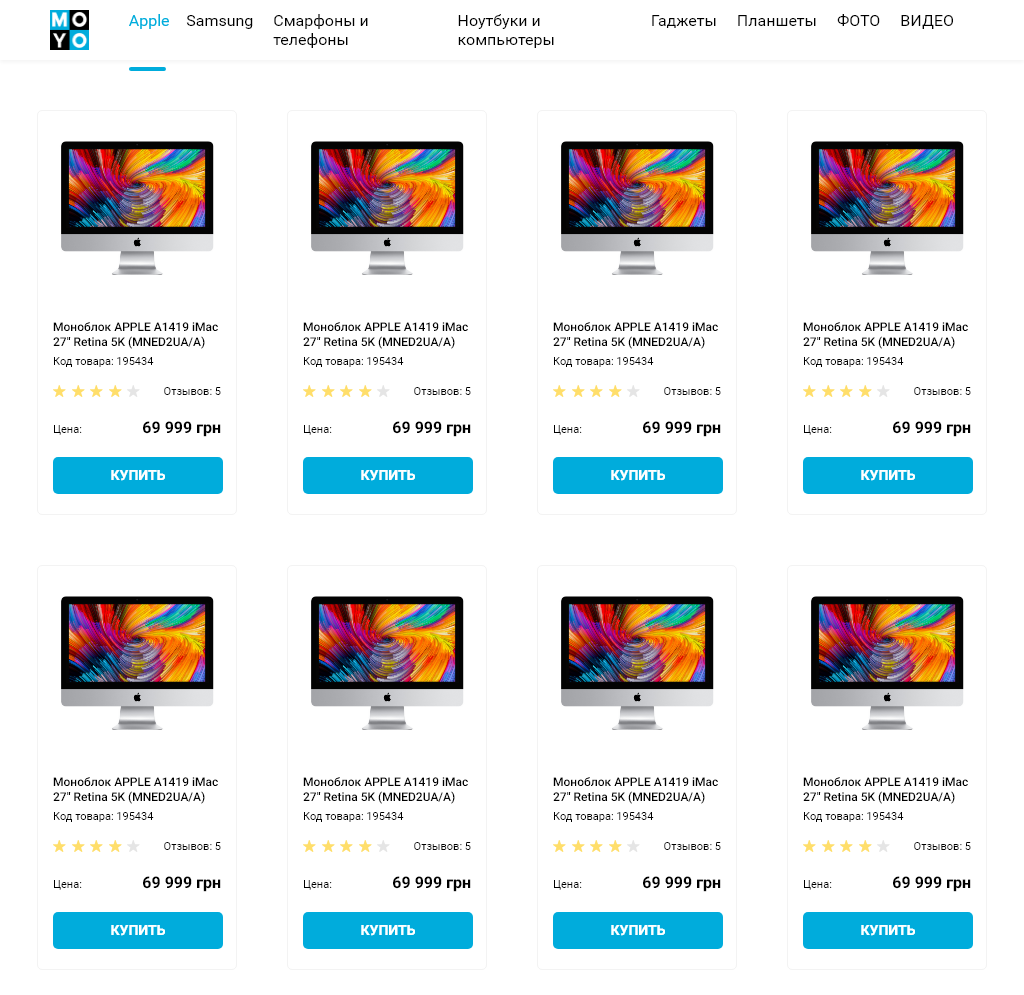 MO
YO
Apple Samsung Смарфоны и телефоны Ноутбуки и компьютеры Гаджеты Планшеты ФОТО ВИДЕО
Моноблок APPLE A1419 iMac
27" Retina 5K (MNED2UA/A)
Код товара: 195434
Отзывов: 5
Цена: 69 999 грн
КУПИТЬ
Моноблок APPLE A1419 iMac
27" Retina 5K (MNED2UA/A)
Код товара: 195434
Отзывов: 5
Цена: 69 999 грн
КУПИТЬ
Моноблок APPLE A1419 iMac
27" Retina 5K (MNED2UA/A)
Код товара: 195434
Отзывов: 5
Цена: 69 999 грн
КУПИТЬ
Моноблок APPLE A1419 iMac
27" Retina 5K (MNED2UA/A)
Код товара: 195434
Отзывов: 5
Цена: 69 999 грн
КУПИТЬ
Моноблок APPLE A1419 iMac
27" Retina 5K (MNED2UA/A)
Код товара: 195434
Отзывов: 5
Цена: 69 999 грн
КУПИТЬ
Моноблок APPLE A1419 iMac
27" Retina 5K (MNED2UA/A)
Код товара: 195434
Отзывов: 5
Цена: 69 999 грн
КУПИТЬ
Моноблок APPLE A1419 iMac
27" Retina 5K (MNED2UA/A)
Код товара: 195434
Отзывов: 5
Цена: 69 999 грн
КУПИТЬ
Моноблок APPLE A1419 iMac
27" Retina 5K (MNED2UA/A)
Код товара: 195434
Отзывов: 5
Цена: 69 999 грн
КУПИТЬ